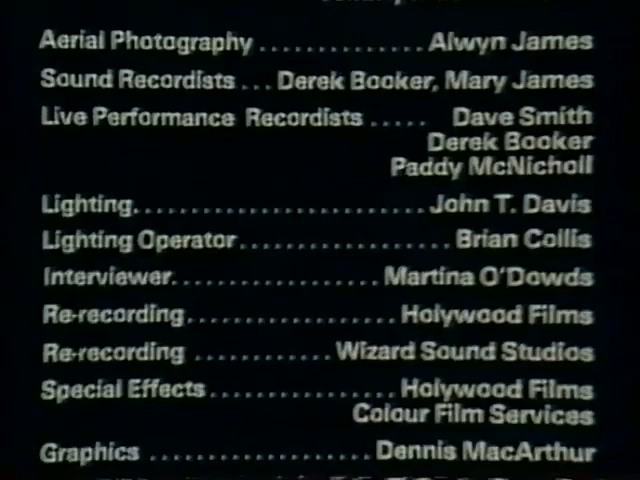 Aerial Photography .............. Alwyn James
Sound Recordists ... Derek Booker, Mary James
Live Performance Recordists ..... Dave Smith
Derek Booker
Paddy McNicholl
Lighting.......................... John T. Davis
Lighting Operator.................. Brian Collis
Interviewer.................. Martina O'Dowds
Re-recording................. Holywood Films
Re-recording ........... Wizard Sound Studios
Special Effects................ Holywood Films
Colour Film Services
Graphics ................... Dennis MacArthur